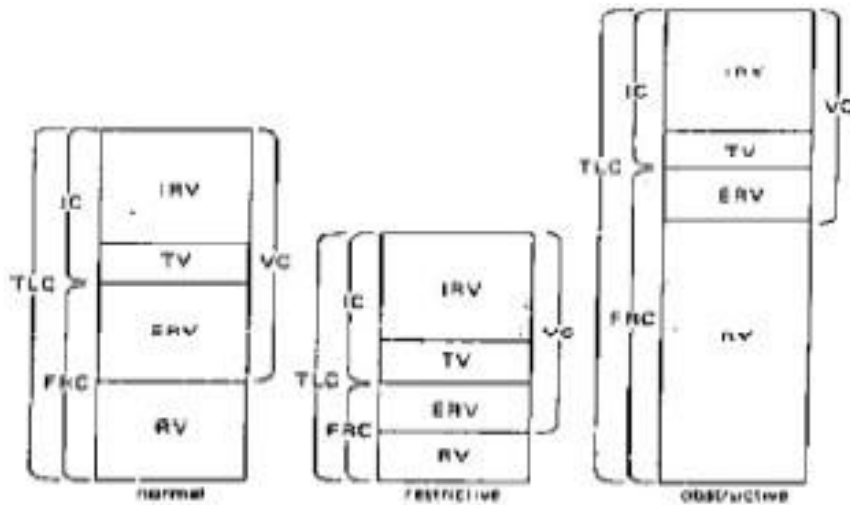 IRV
IC
VC
TV
TLC
ERV
FRC
RV
normal
IRV
IC
VC
TV
TLC
ERV
FRC
RV
restrictive
IRV
IC
VC
TV
TLC
ERV
FRC
RV
obstructive